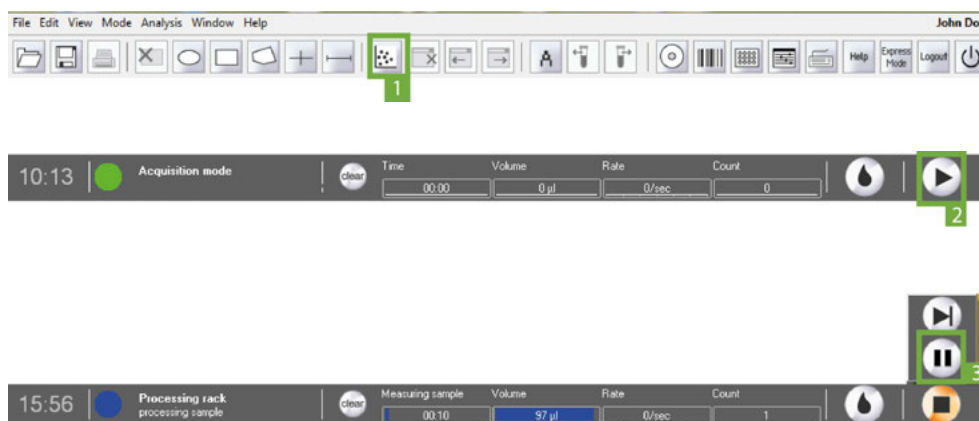 File Edit View Mode Analysis Window Help John Do
A Help Express Mode Logout
1
10:13 Acquisition mode clear Time Volume Rate Count
00:00 0 µl 0/sec 0
2
3
15:56 Processing rack clear Measuring sample Volume Rate Count
processing sample 00:10 97 µl 0/sec 1